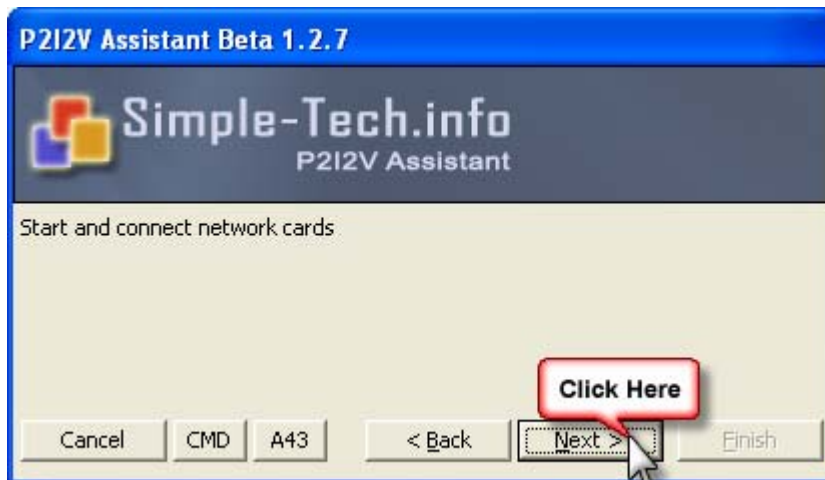 P2I2V Assistant Beta 1.2.7
Simple-Tech.info
P2I2V Assistant
Start and connect network cards
Click Here
Cancel
CMD
A43
< Back
Next >
Finish